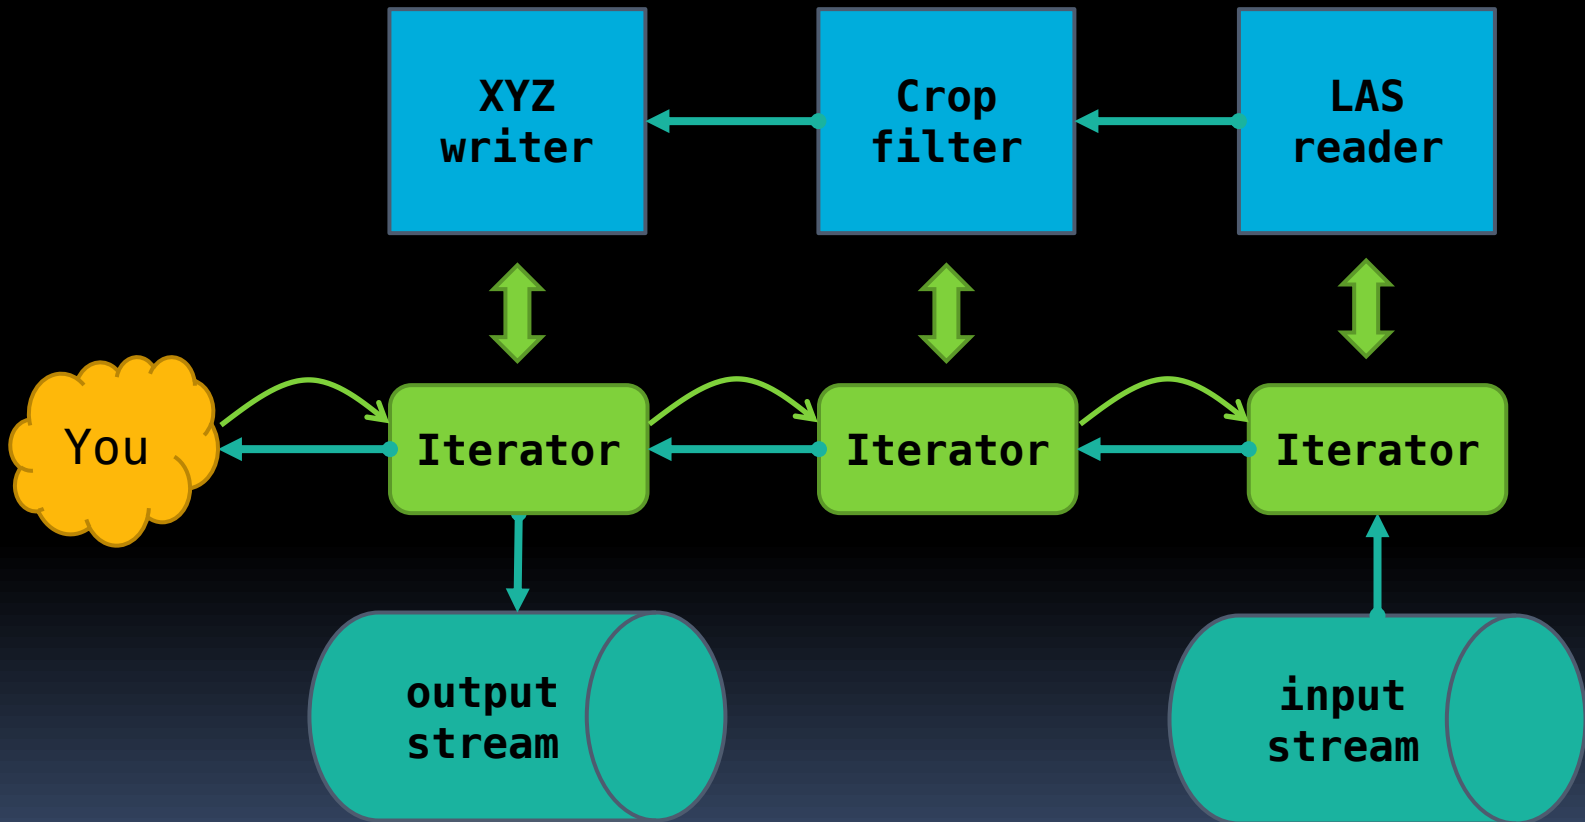 XYZ
writer
Crop
filter
LAS
reader
You
Iterator
Iterator
Iterator
output
stream
input
stream